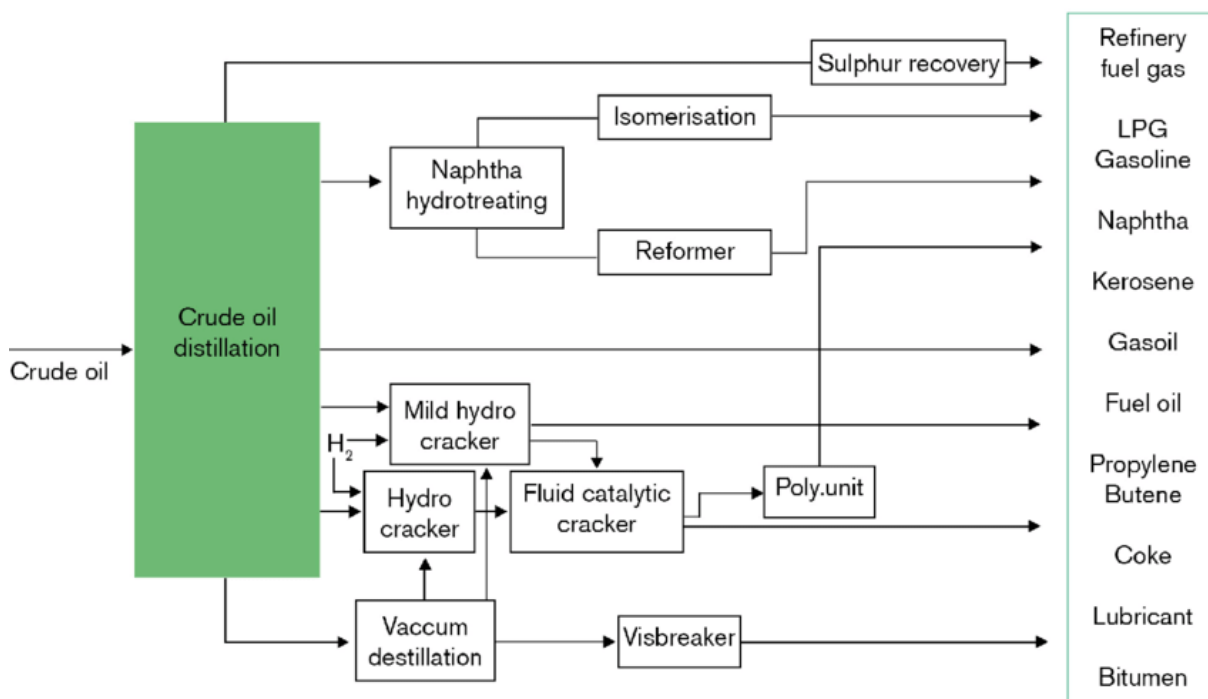 Sulphur recovery
Isomerisation
Naphtha
hydrotreating
Reformer
Crude oil
distillation
Crude oil
Mild hydro
cracker
H2
Hydro
cracker
Fluid catalytic
cracker
Poly.unit
Vaccum
destillation
Visbreaker
Refinery
fuel gas
LPG
Gasoline
Naphtha
Kerosene
Gasoil
Fuel oil
Propylene
Butene
Coke
Lubricant
Bitumen